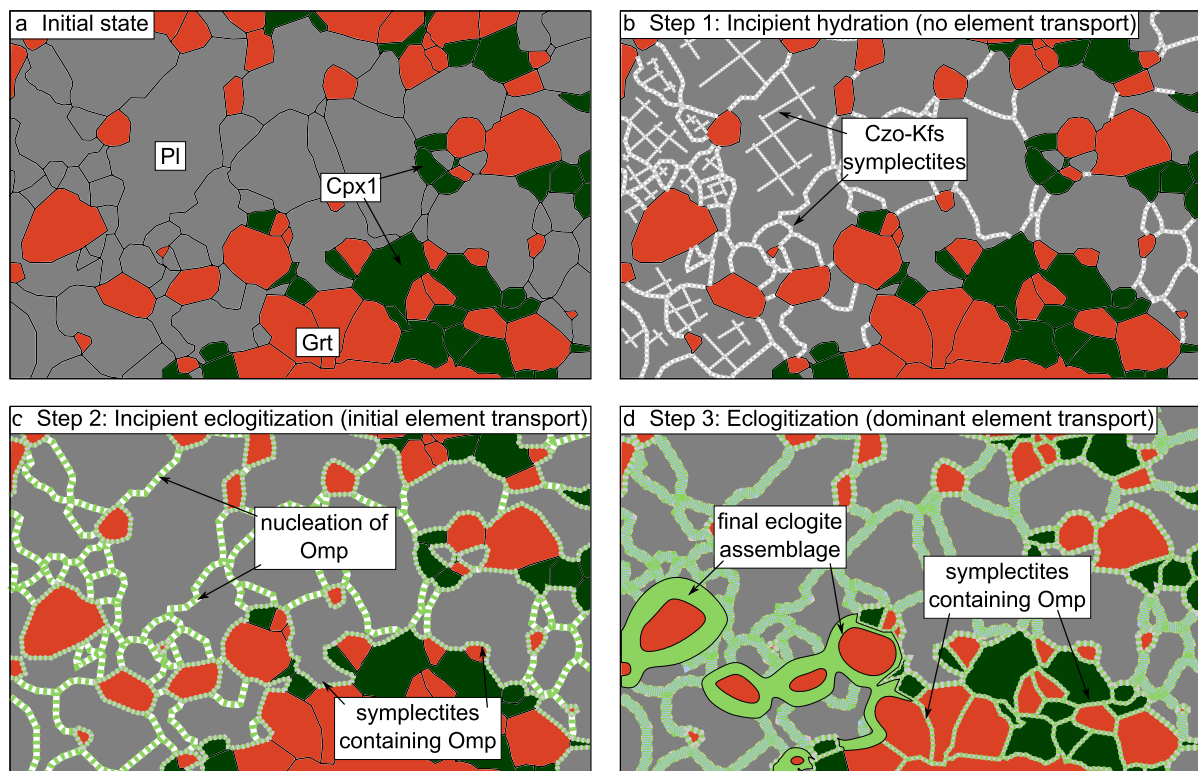 a Initial state
Pl
Cpx1
Grt
b Step 1: Incipient hydration (no element transport)
Czo-Kfs
symplectites
c Step 2: Incipient eclogitization (initial element transport)
nucleation of
Omp
symplectites
containing Omp
d Step 3: Eclogitization (dominant element transport)
final eclogite
assemblage
symplectites
containing Omp